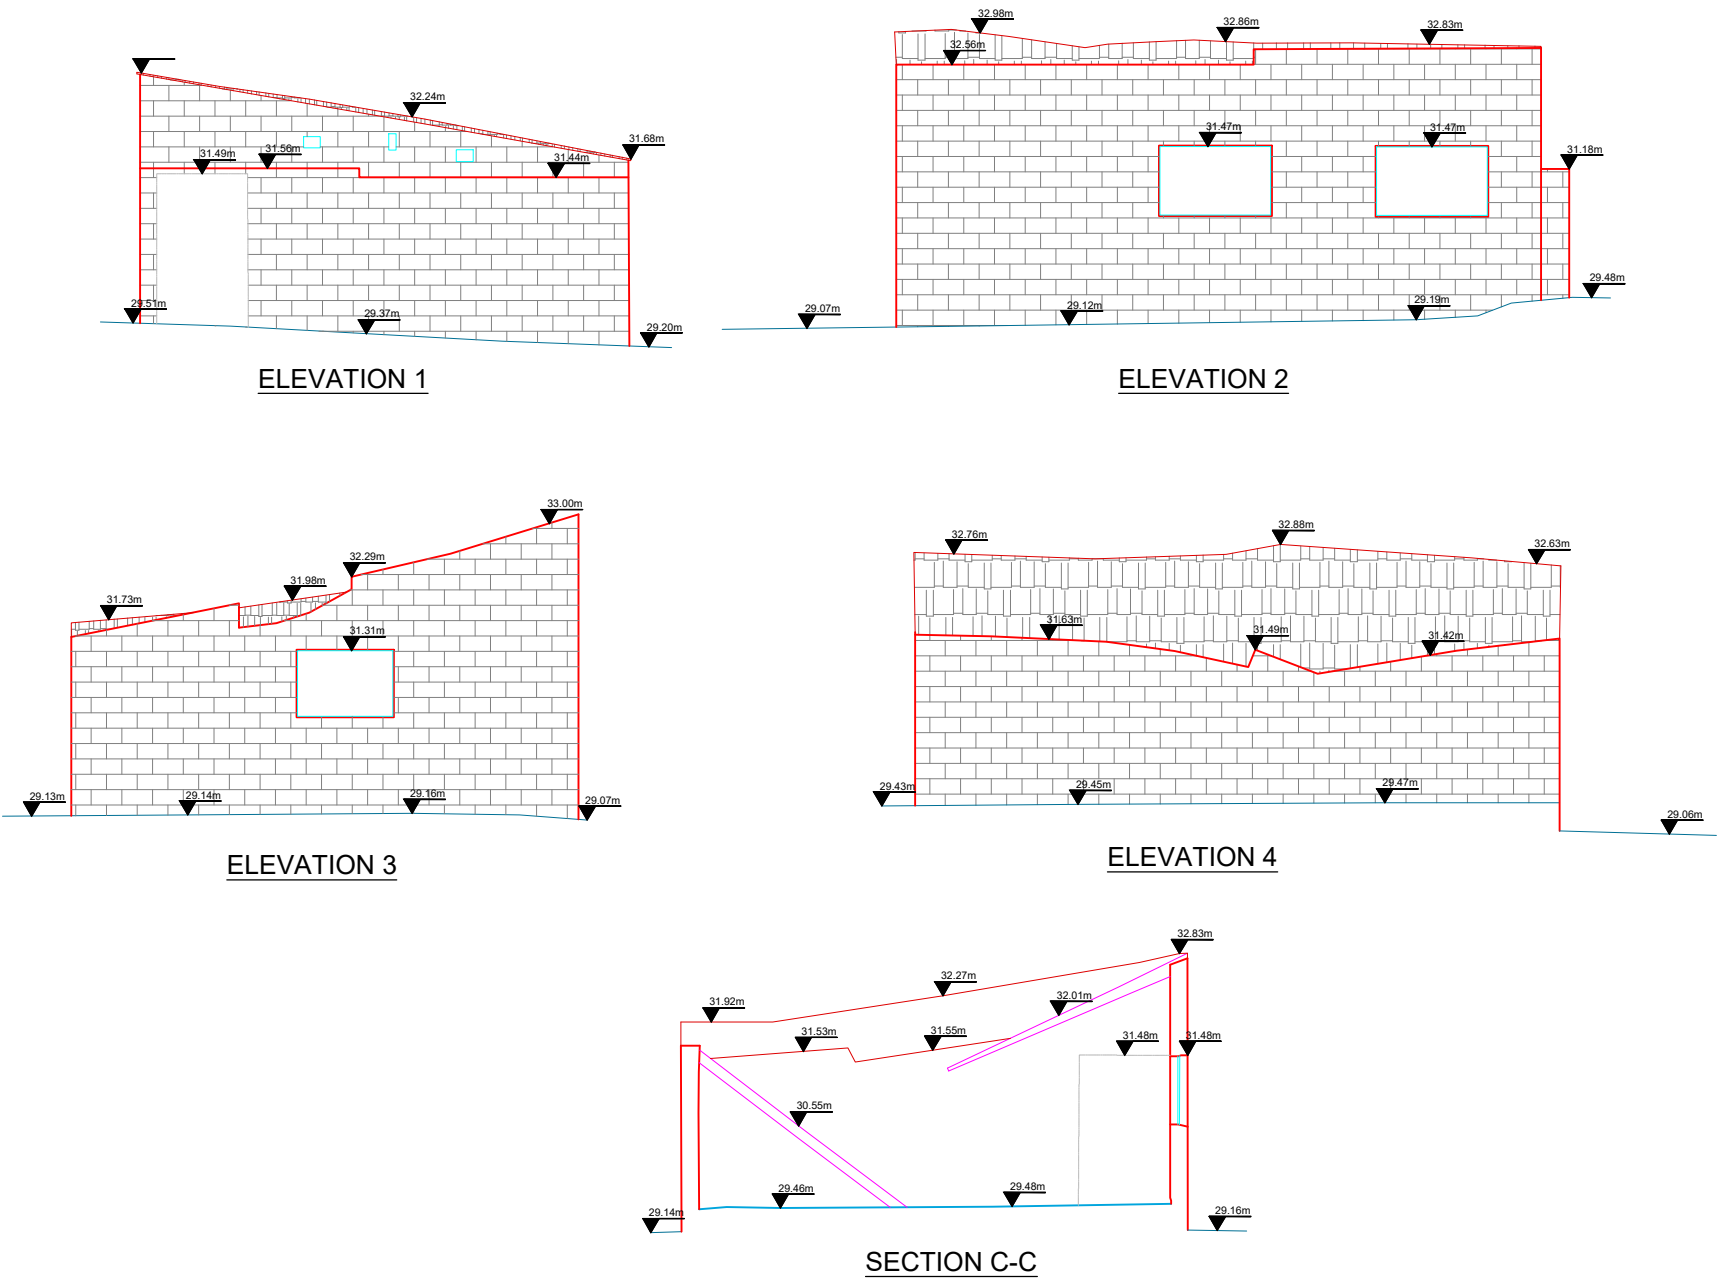 32.24m
31.68m
31.49m
31.56m
31.44m
29.51m
29.37m
29.20m
ELEVATION 1
32.98m
32.86m
32.83m
32.56m
31.47m
31.47m
31.18m
29.48m
29.07m
29.12m
29.19m
ELEVATION 2
33.00m
32.29m
31.98m
31.73m
31.31m
29.13m
29.14m
29.16m
29.07m
ELEVATION 3
32.76m
32.88m
32.63m
31.63m
31.49m
31.42m
29.43m
29.45m
29.47m
29.06m
ELEVATION 4
32.83m
32.27m
31.92m
32.01m
31.53m
31.55m
31.48m
31.48m
30.55m
29.46m
29.48m
29.14m
29.16m
SECTION C-C